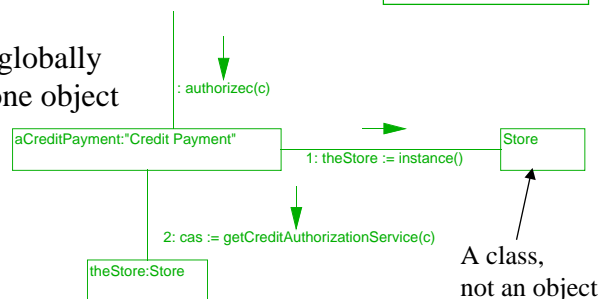 globally
one object
: authorizec(c)
aCreditPayment:"Credit Payment"
Store
1: theStore := instance()
2: cas := getCreditAuthorizationService(c)
theStore:Store
A class,
not an object